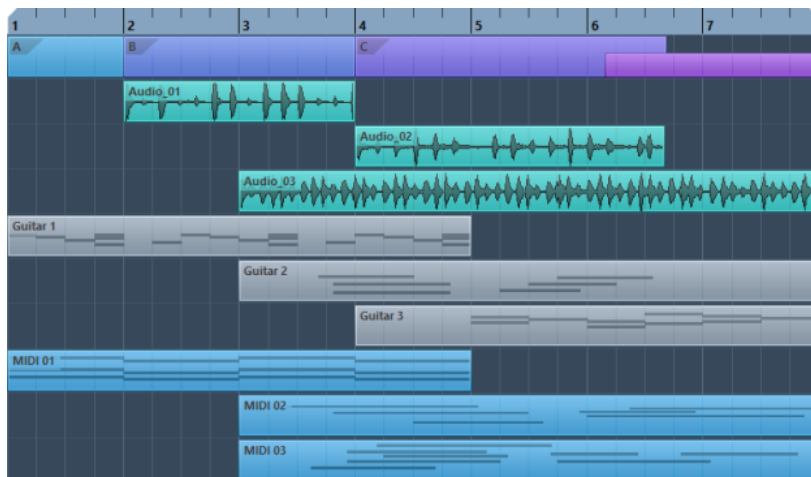 1 2 3 4 5 6 7
A B C
Audio_01
Audio_02
Audio_03
Guitar 1
Guitar 2
Guitar 3
MIDI 01
MIDI 02
MIDI 03